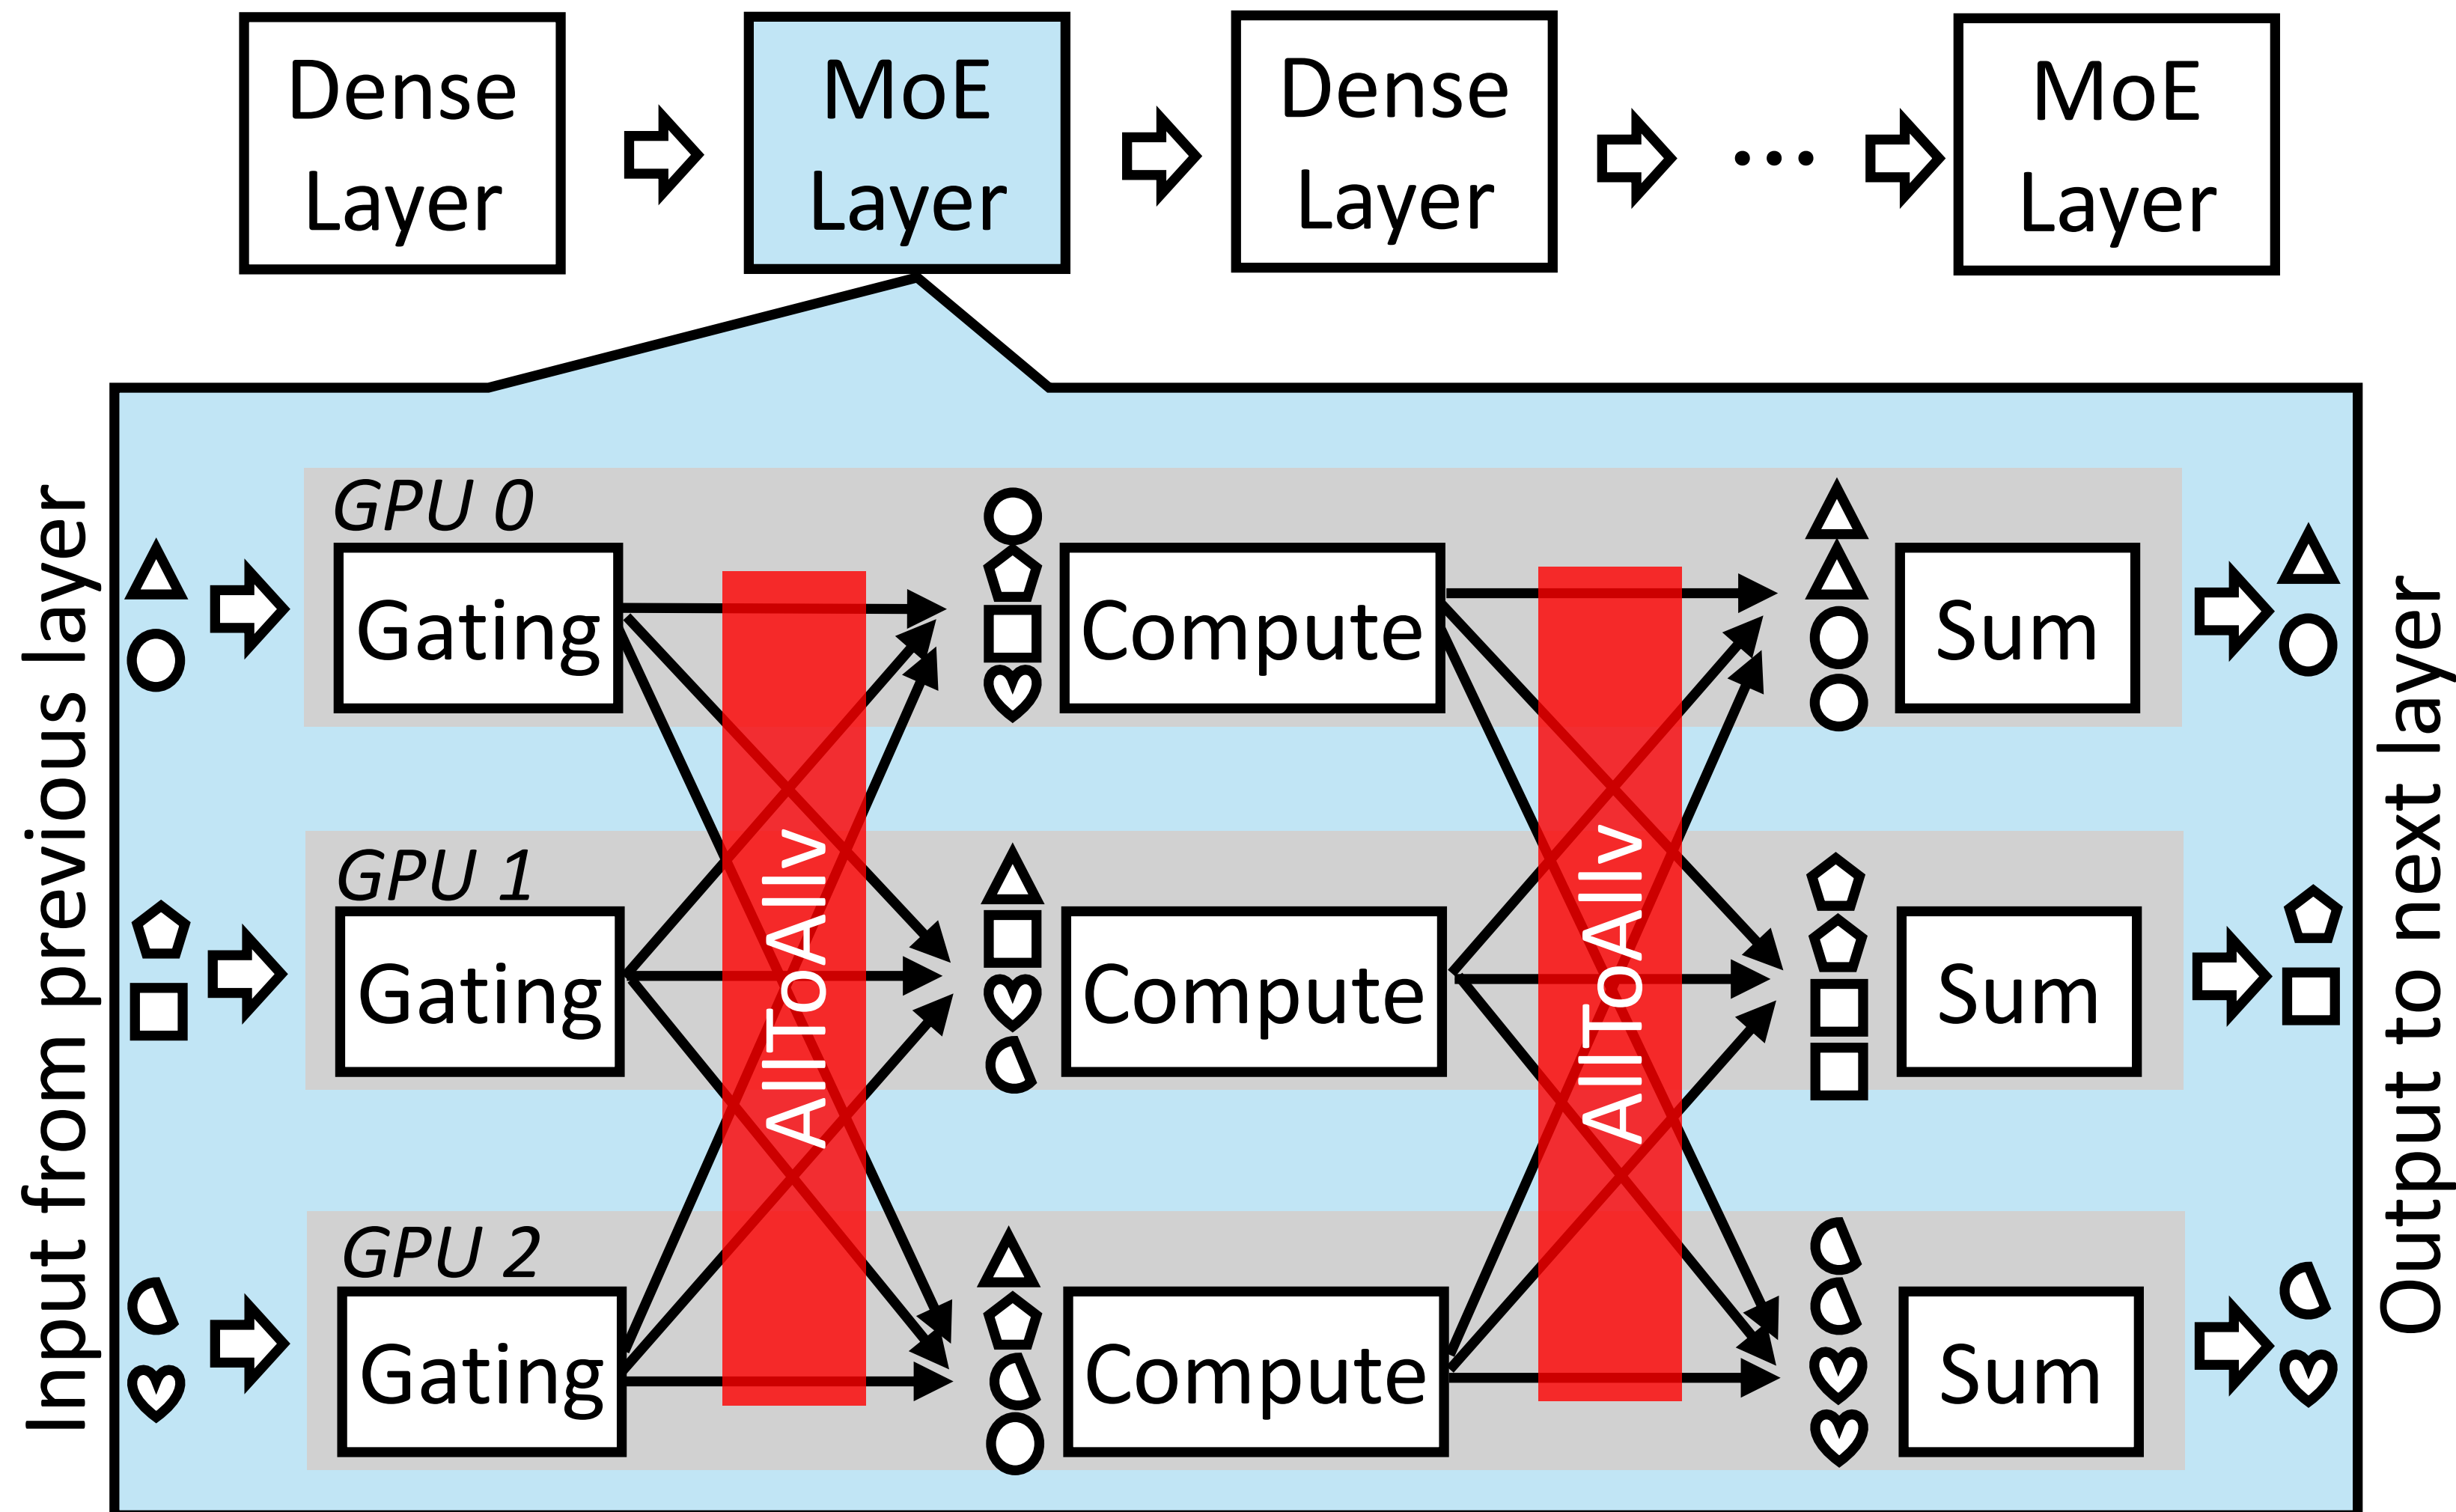 Dense
Layer
MoE
Layer
Dense
Layer
...
MoE
Layer
Input from previous layer
GPU 0
Gating
Compute
Sum
GPU 1
Gating
Compute
Sum
GPU 2
Gating
Compute
Sum
AllToAllv
AllToAllv
Output to next layer